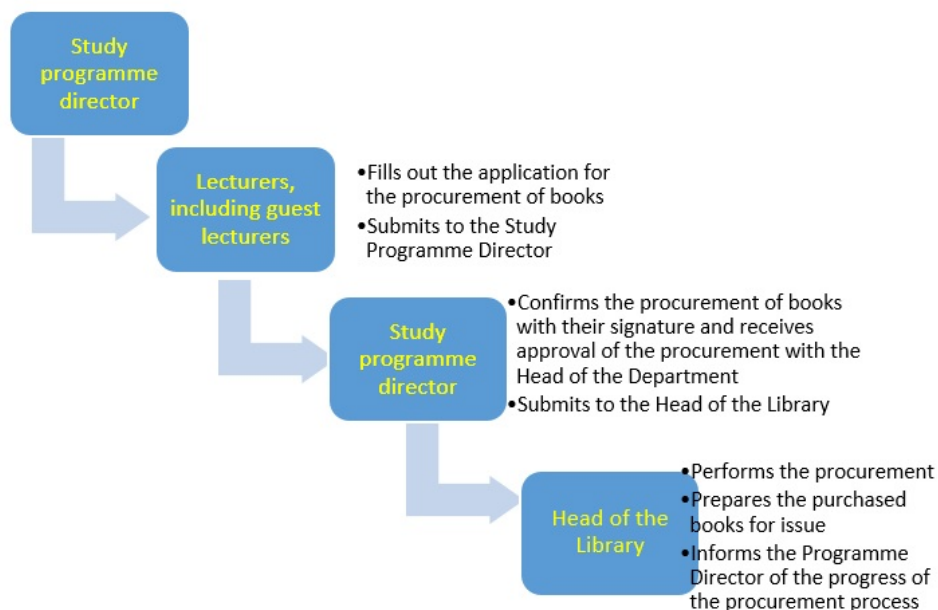 Study
programme
director
Lecturers,
including guest
lecturers
•Fills out the application for
the procurement of books
•Submits to the Study
Programme Director
Study
programme
director
•Confirms the procurement of books
with their signature and receives
approval of the procurement with the
Head of the Department
•Submits to the Head of the Library
Head of the
Library
•Performs the procurement
•Prepares the purchased
books for issue
•Informs the Programme
Director of the progress of
the procurement process